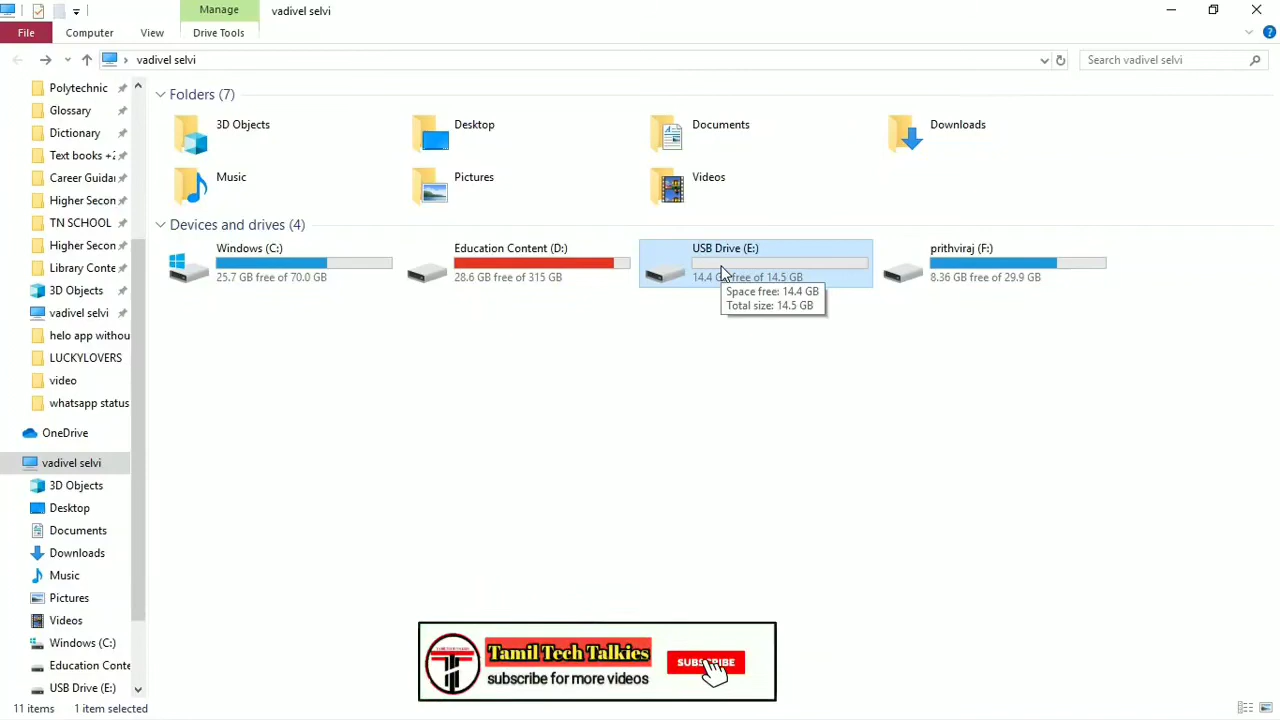 Manage
vadivel selvi
File
Computer
View
Drive Tools
vadivel selvi
Search vadivel selvi
Polytechnic
Glossary
Dictionary
Text books +2
Career Guidar
Higher Secon
TN SCHOOL
Higher Secon
Library Conte
3D Objects
vadivel selvi
helo app withou
LUCKYLOVERS
video
whatsapp status
OneDrive
vadivel selvi
3D Objects
Desktop
Documents
Downloads
Music
Pictures
Videos
Windows (C:)
Education Conte
USB Drive (E:)
Folders (7)
3D Objects
Desktop
Documents
Downloads
Music
Pictures
Videos
Devices and drives (4)
Windows (C:)
25.7 GB free of 70.0 GB
Education Content (D:)
28.6 GB free of 315 GB
USB Drive (E:)
14.4 G free of 14.5 GB
Space free: 14.4 GB
Total size: 14.5 GB
prithviraj (F:)
8.36 GB free of 29.9 GB
Tamil Tech Talkies
subscribe for more videos
SUBSCRIBE
11 items
1 item selected